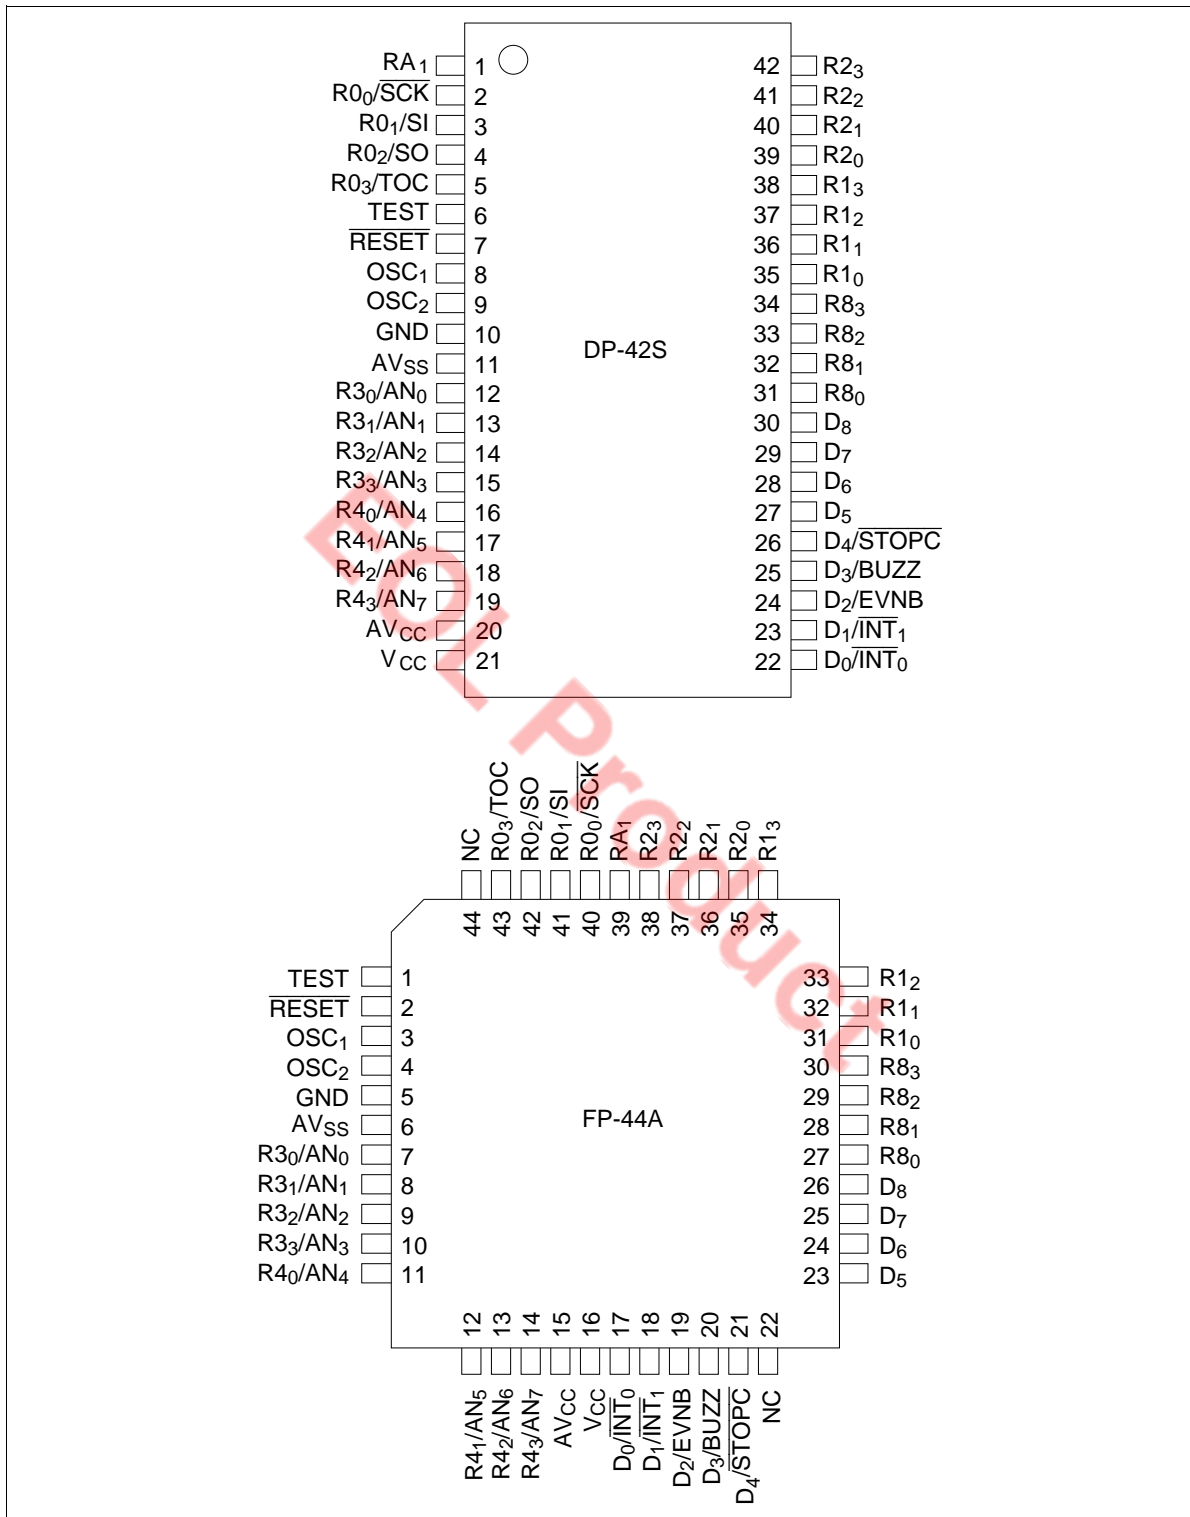 RA₁ 1 42 R2₃
R0₀/S̅C̅K̅ 2 41 R2₂
R0₁/SI 3 40 R2₁
R0₂/SO 4 39 R2₀
R0₃/TOC 5 38 R1₃
TEST 6 37 R1₂
R̅E̅S̅E̅T̅ 7 36 R1₁
OSC₁ 8 35 R1₀
OSC₂ 9 34 R8₃
GND 10 33 R8₂
AVSS 11 32 R8₁
R3₀/AN₀ 12 31 R8₀
R3₁/AN₁ 13 30 D₈
R3₂/AN₂ 14 29 D₇
R3₃/AN₃ 15 28 D₆
R4₀/AN₄ 16 27 D₅
R4₁/AN₅ 17 26 D₄/S̅T̅O̅P̅C̅
R4₂/AN₆ 18 25 D₃/BUZZ
R4₃/AN₇ 19 24 D₂/EVNB
AVCC 20 23 D₁/I̅N̅T̅₁
VCC 21 22 D₀/I̅N̅T̅₀
DP-42S
EOL Product
NC R0₃/TOC R0₂/SO R0₁/SI R0₀/S̅C̅K̅ RA₁ R2₃ R2₂ R2₁ R2₀ R1₃
44 43 42 41 40 39 38 37 36 35 34
TEST 1 33 R1₂
R̅E̅S̅E̅T̅ 2 32 R1₁
OSC₁ 3 31 R1₀
OSC₂ 4 30 R8₃
GND 5 29 R8₂
AVSS 6 28 R8₁
R3₀/AN₀ 7 27 R8₀
R3₁/AN₁ 8 26 D₈
R3₂/AN₂ 9 25 D₇
R3₃/AN₃ 10 24 D₆
R4₀/AN₄ 11 23 D₅
FP-44A
12 13 14 15 16 17 18 19 20 21 22
R4₁/AN₅ R4₂/AN₆ R4₃/AN₇ AVCC VCC D₀/I̅N̅T̅₀ D₁/I̅N̅T̅₁ D₂/EVNB D₃/BUZZ D₄/S̅T̅O̅P̅C̅ NC